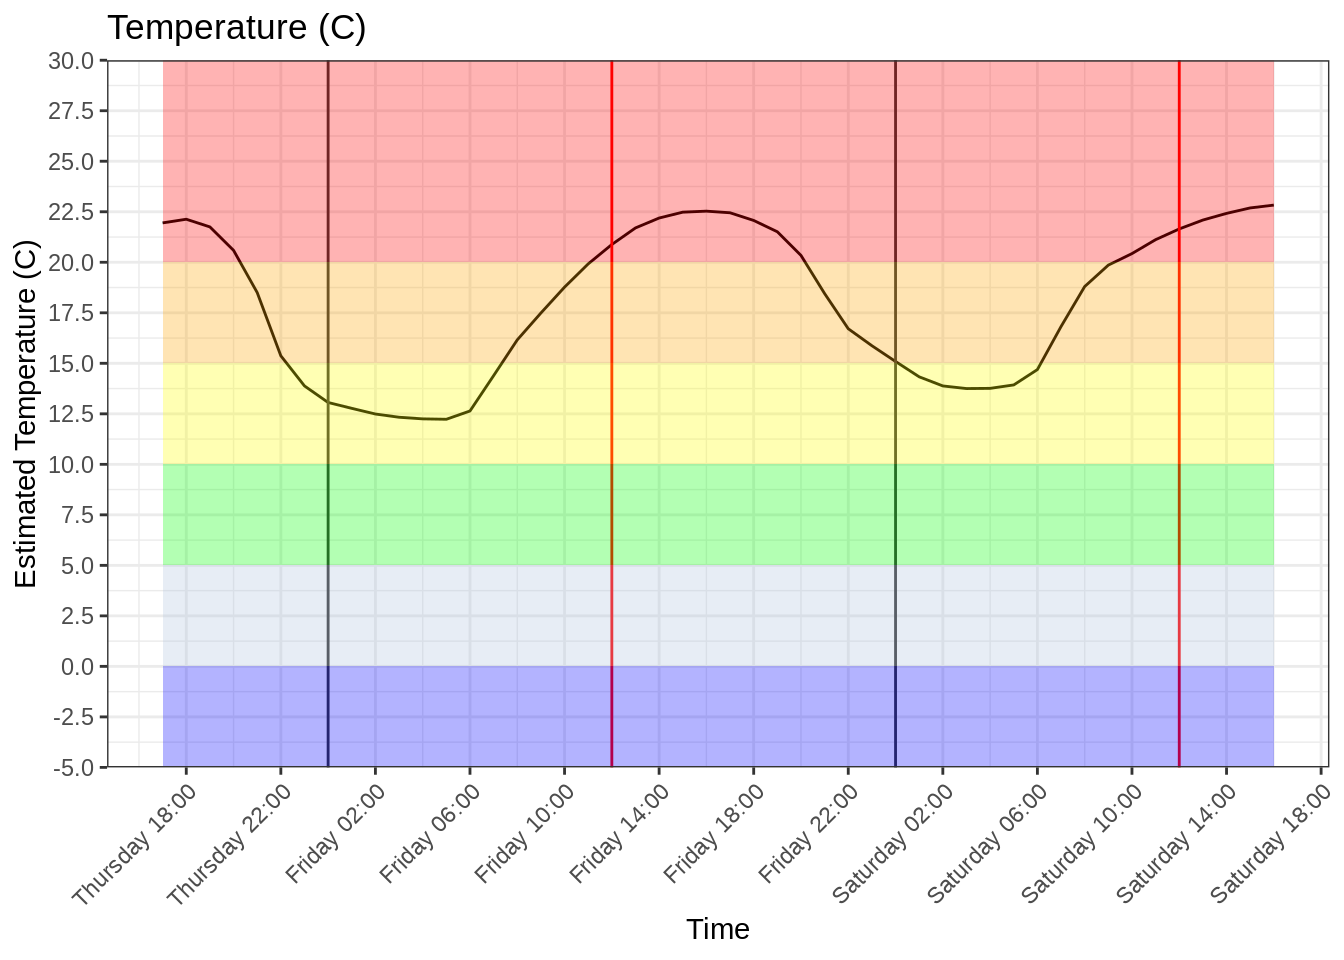 Temperature (C)
30.0
27.5
25.0
22.5
20.0
17.5
15.0
12.5
10.0
7.5
5.0
2.5
0.0
-2.5
-5.0
Estimated Temperature (C)
Thursday 18:00
Thursday 22:00
Friday 02:00
Friday 06:00
Friday 10:00
Friday 14:00
Friday 18:00
Friday 22:00
Saturday 02:00
Saturday 06:00
Saturday 10:00
Saturday 14:00
Saturday 18:00
Time